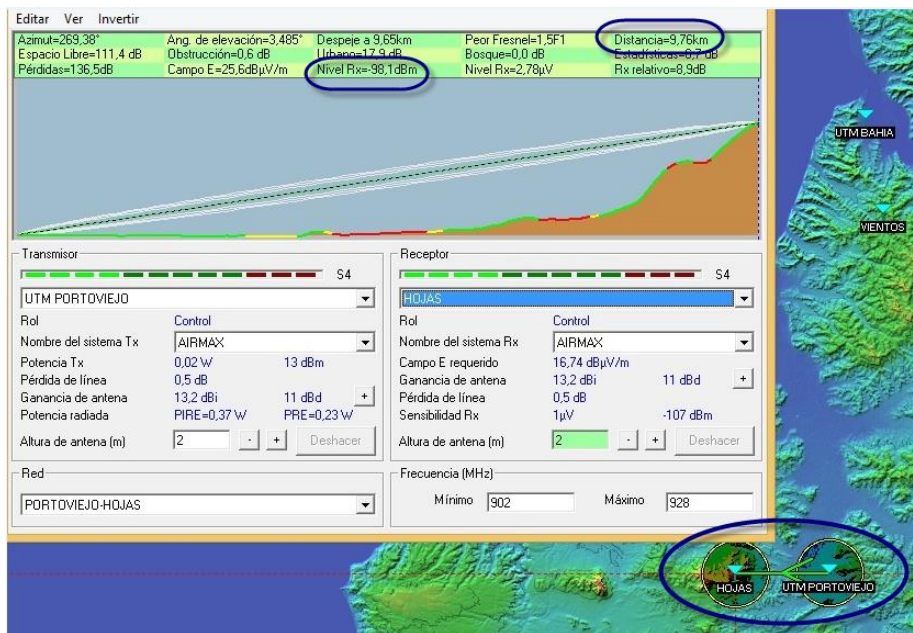 Editar Ver Invertir
Azimut=269,38° Ang. de elevación=3,485° Despeje a 9,65km Peor Fresnel=1,5F1 Distancia=9,76km
Espacio Libre=111,4 dB Obstrucción=0,6 dB Urbano=17,9 dB Bosque=0,0 dB Estadísticas=6,7 dB
Pérdidas=136,5dB Campo E=25,6dBµV/m Nivel Rx=-98,1dBm Nivel Rx=2,78µV Rx relativo=8,9dB
UTM BAHIA
VIENTOS
Transmisor
S4
UTM PORTOVIEJO
Rol Control
Nombre del sistema Tx AIRMAX
Potencia Tx 0,02 W 13 dBm
Pérdida de línea 0,5 dB
Ganancia de antena 13,2 dBi 11 dBd +
Potencia radiada PIRE=0,37 W PRE=0,23 W
Altura de antena (m) 2 - + Deshacer
Receptor
S4
HOJAS
Rol Control
Nombre del sistema Rx AIRMAX
Campo E requerido 16,74 dBµV/m
Ganancia de antena 13,2 dBi 11 dBd +
Pérdida de línea 0,5 dB
Sensibilidad Rx 1µV -107 dBm
Altura de antena (m) 2 - + Deshacer
Red
PORTOVIEJO-HOJAS
Frecuencia (MHz)
Mínimo 902 Máximo 928
HOJAS
UTM PORTOVIEJO